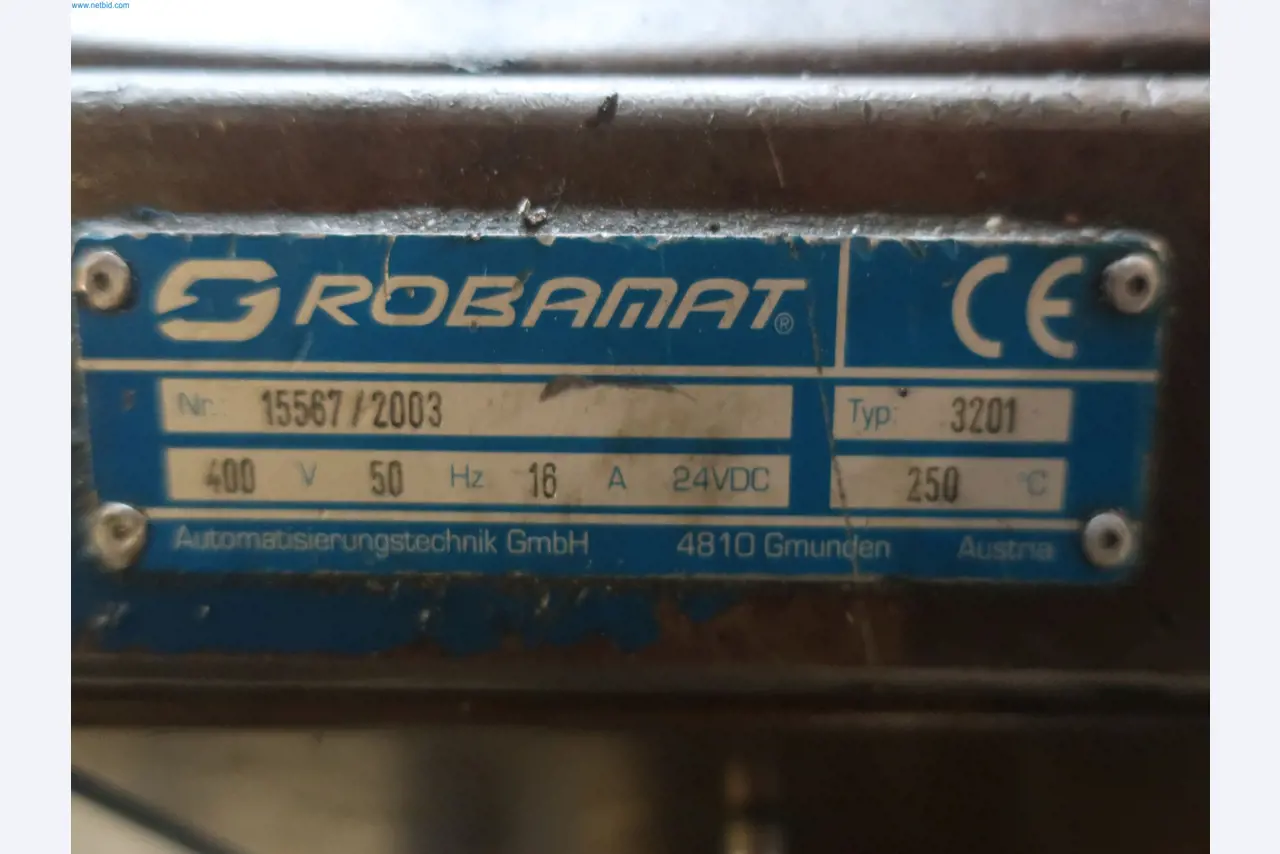 www.netbid.com
ROBAMAT® CE
Nr.: 15567/2003 Typ: 3201
400 V 50 Hz 16 A 24VDC 250 °C
Automatisierungstechnik GmbH 4810 Gmunden Austria